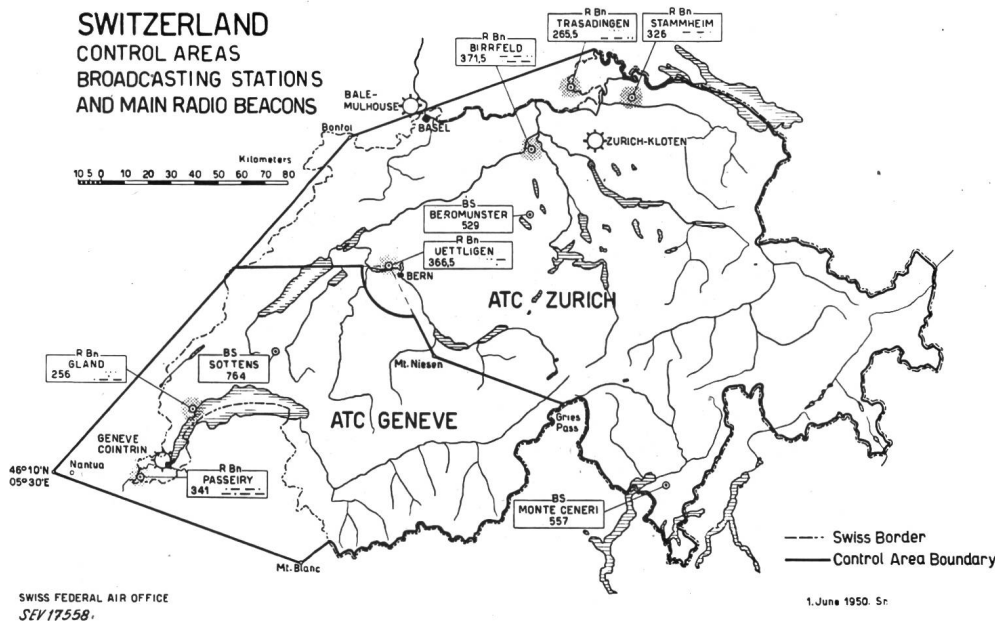 SWITZERLAND
CONTROL AREAS
BROADCASTING STATIONS
AND MAIN RADIO BEACONS
Kilometers
10 5 0 10 20 30 40 50 60 70 80
R Bn
TRASADINGEN
265,5
R Bn
STAMMHEIM
326
R Bn
BIRRFELD
371,5
BALE-
MULHOUSE
BASEL
Bonfol
ZURICH-KLOTEN
BS
BEROMUNSTER
529
R Bn
UETTLIGEN
366,5
BERN
ATC ZURICH
R Bn
GLAND
256
BS
SOTTENS
764
Mt. Niesen
ATC GENEVE
Gries
Pass
GENEVE
COINTRIN
46°10'N
05°30'E
Nantua
R Bn
PASSEIRY
341
BS
MONTE CENERI
557
Mt. Blanc
Swiss Border
Control Area Boundary
SWISS FEDERAL AIR OFFICE
SEV 17558.
1. June 1950. Sr.